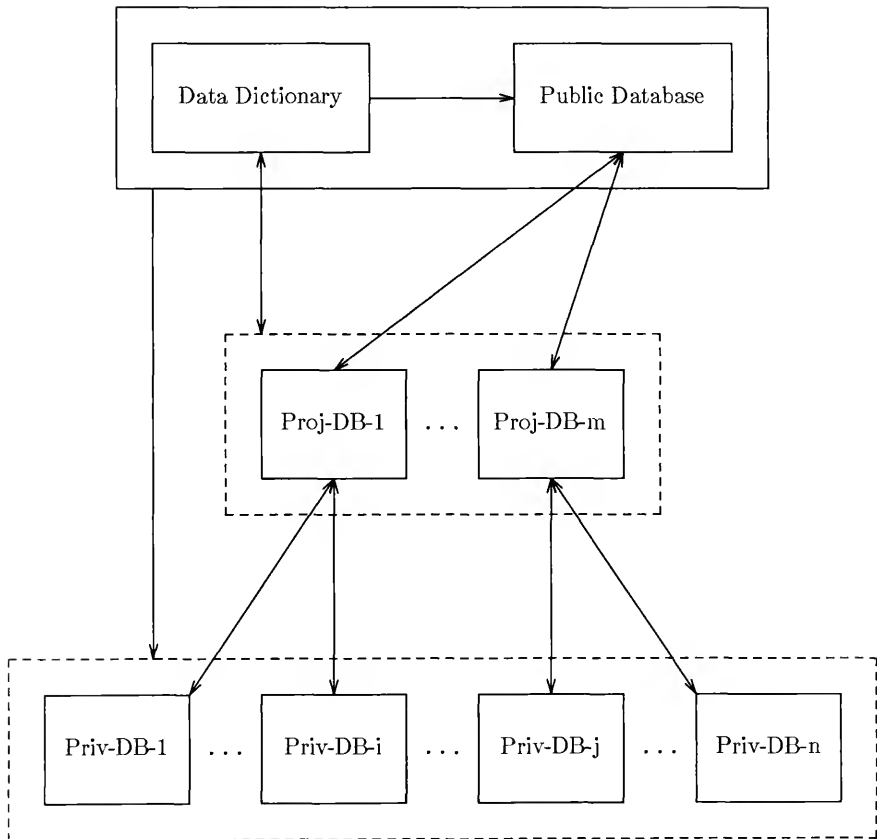 Data Dictionary
Public Database
Proj-DB-1 ... Proj-DB-m
Priv-DB-1 ... Priv-DB-i ... Priv-DB-j ... Priv-DB-n